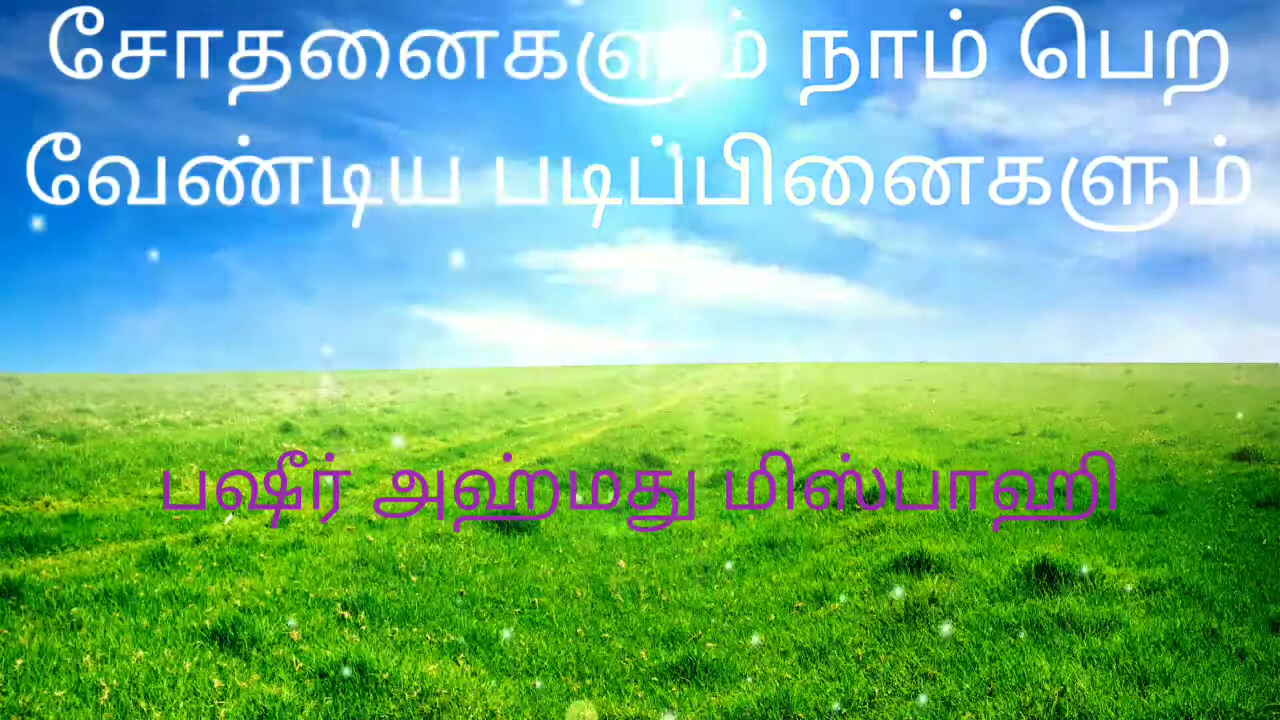 சோதனைகளும் நாம் பெற
வேண்டிய படிப்பினைகளும்
பஷீர் அஹ்மது மிஸ்பாஹி